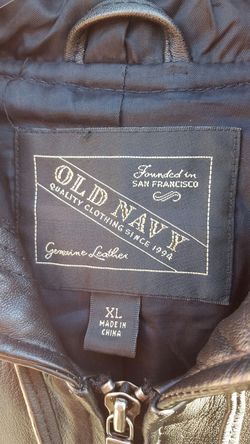 Founded in
SAN FRANCISCO
OLD NAVY
QUALITY CLOTHING SINCE 1994
Genuine Leather
XL
MADE IN
CHINA